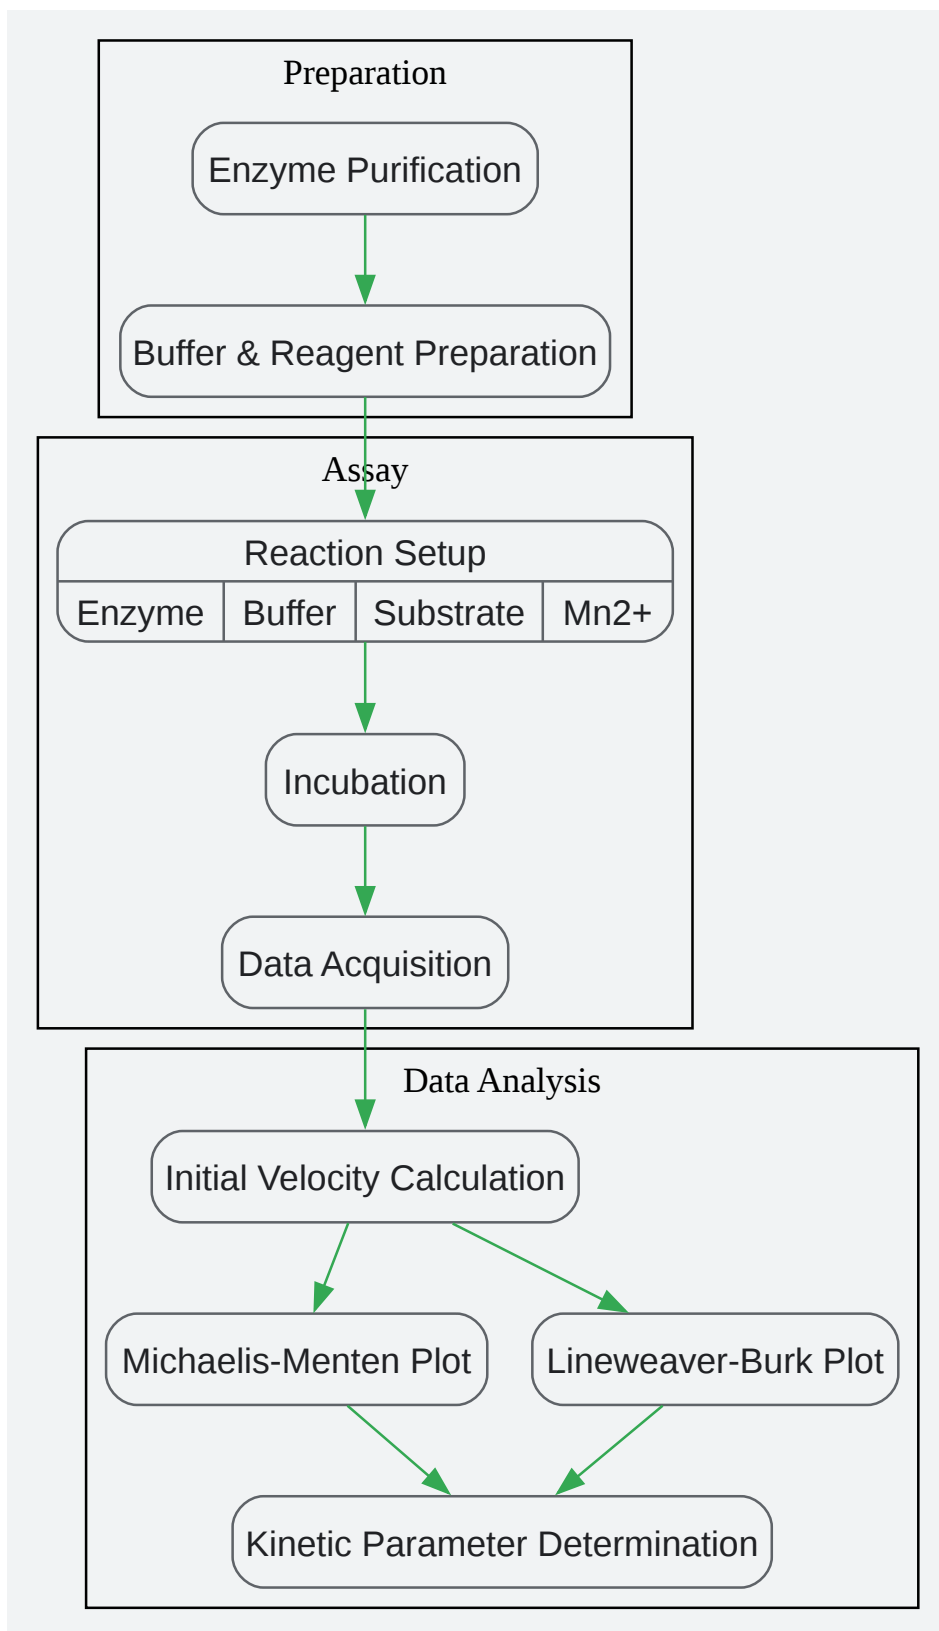 Preparation
Enzyme Purification
Buffer & Reagent Preparation
Assay
Reaction Setup
Enzyme Buffer Substrate Mn2+
Incubation
Data Acquisition
Data Analysis
Initial Velocity Calculation
Michaelis-Menten Plot Lineweaver-Burk Plot
Kinetic Parameter Determination